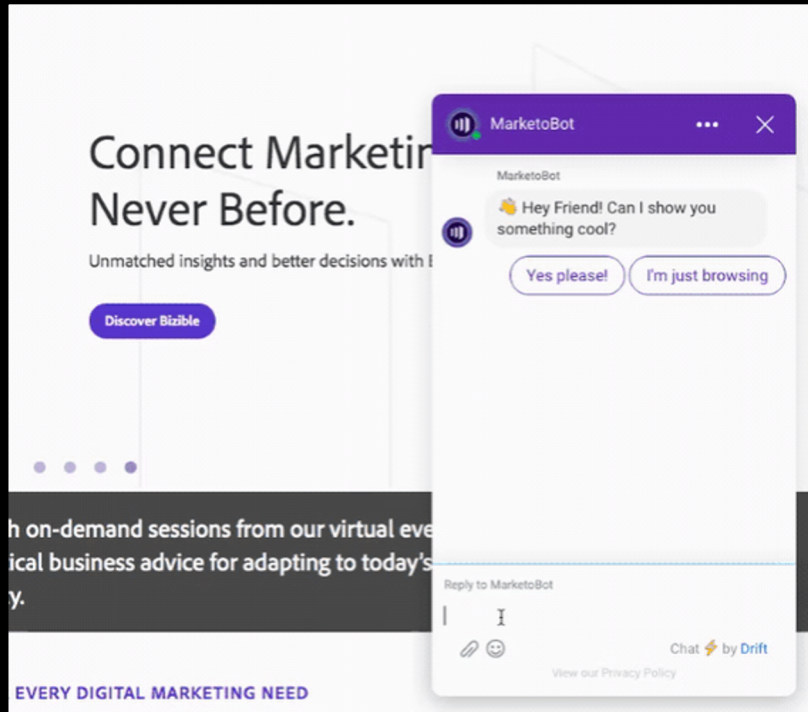 Connect Marketin
Never Before.
Unmatched insights and better decisions with
Discover Bizible
h on-demand sessions from our virtual eve
ical business advice for adapting to today's
y.
EVERY DIGITAL MARKETING NEED
MarketoBot
MarketoBot
👋 Hey Friend! Can I show you
something cool?
Yes please!
I'm just browsing
Reply to MarketoBot
Chat ⚡ by Drift
View our Privacy Policy